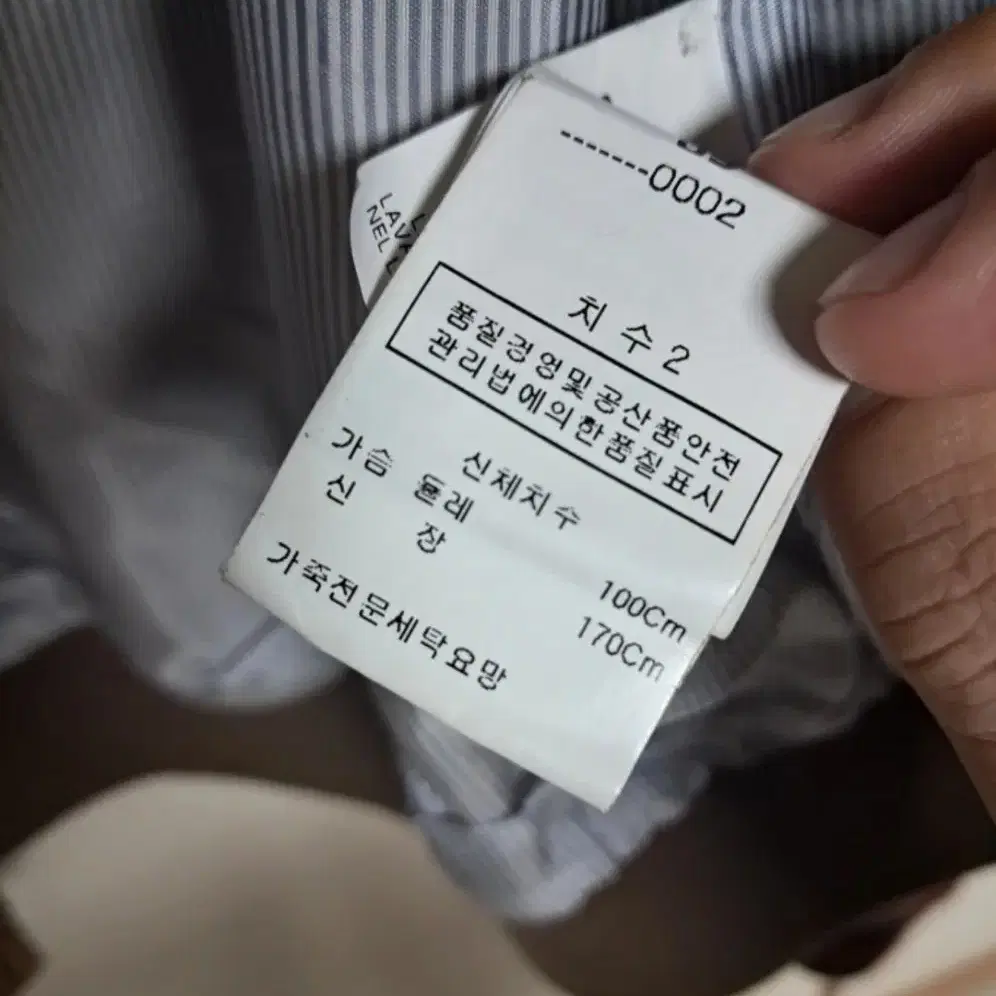 ------0002
치 수 2
품질경영및공산품안전
관리법에의한품질표시
신체치수
가슴 둘레 100Cm
신 장 170Cm
가죽전문세탁요망
NEL